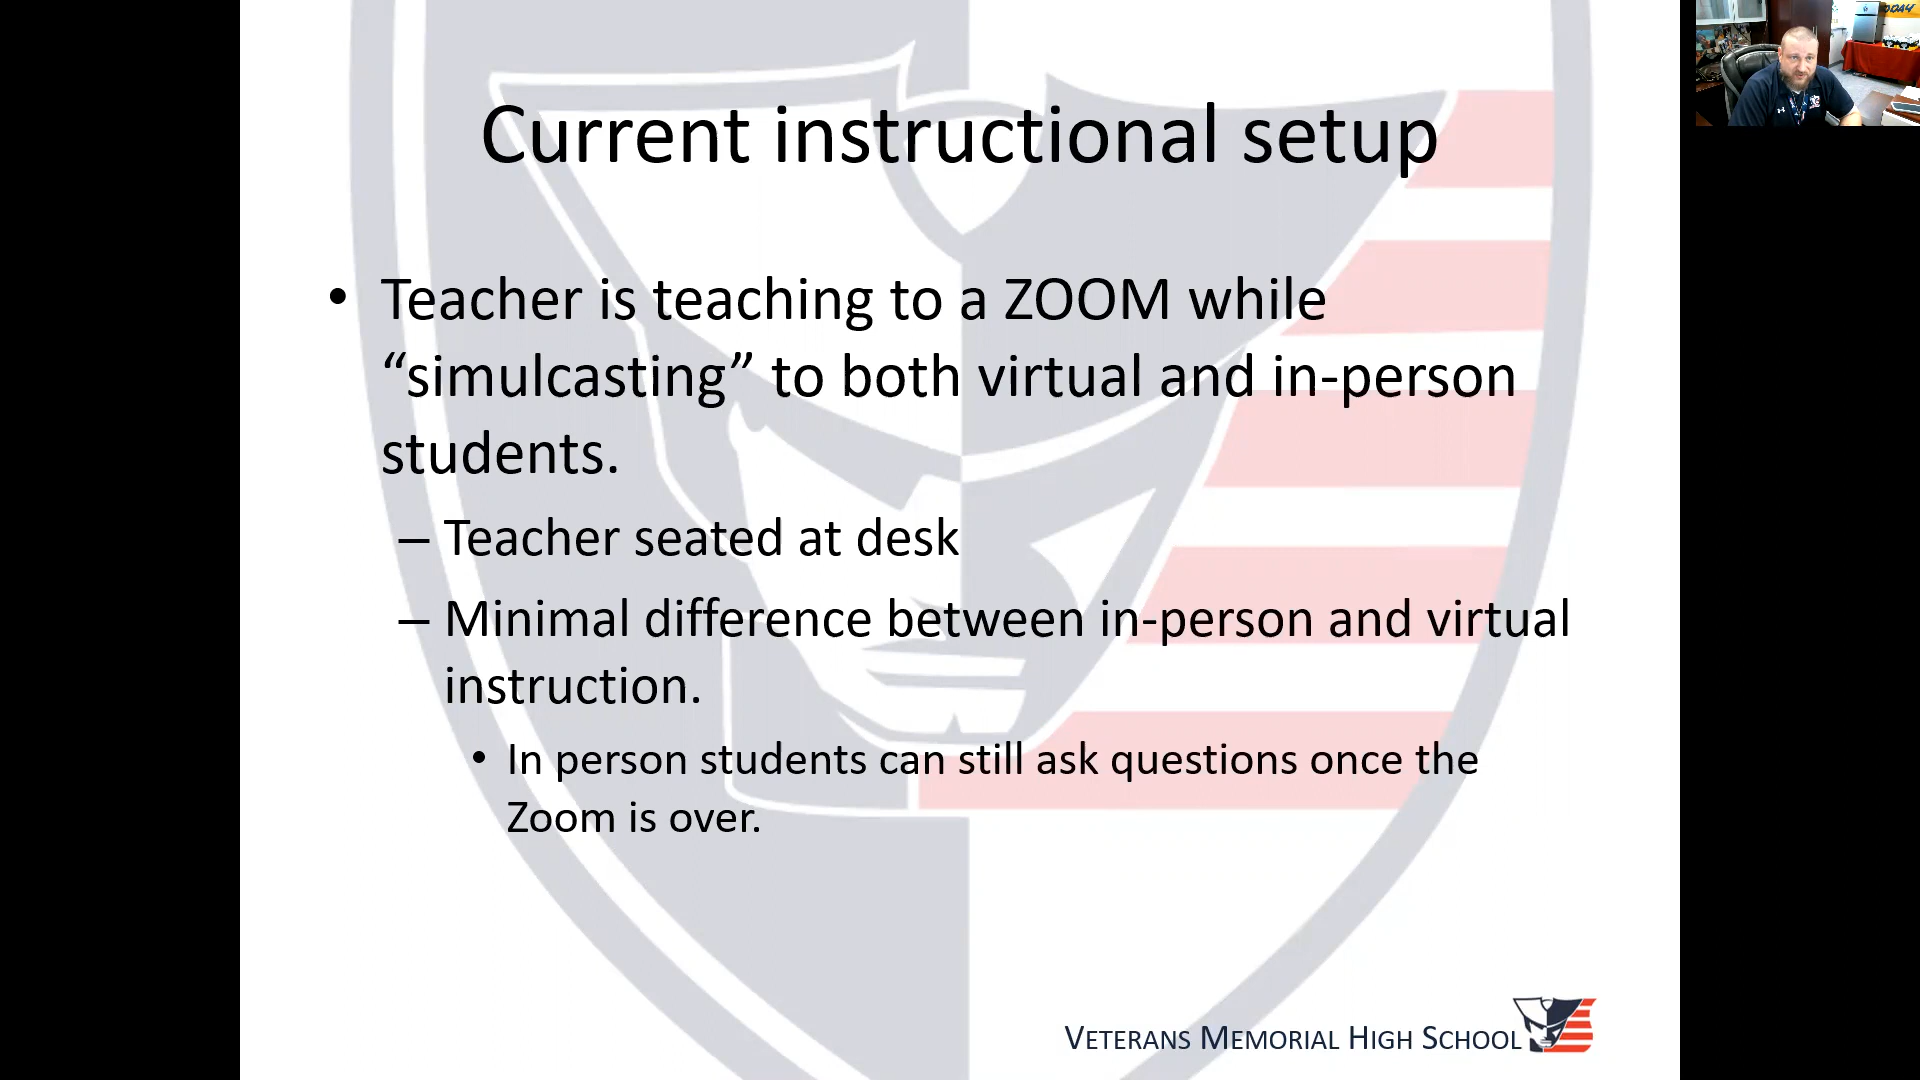 Current instructional setup
• Teacher is teaching to a ZOOM while
“simulcasting” to both virtual and in-person
students.
– Teacher seated at desk
– Minimal difference between in-person and virtual
instruction.
• In person students can still ask questions once the
Zoom is over.
VETERANS MEMORIAL HIGH SCHOOL